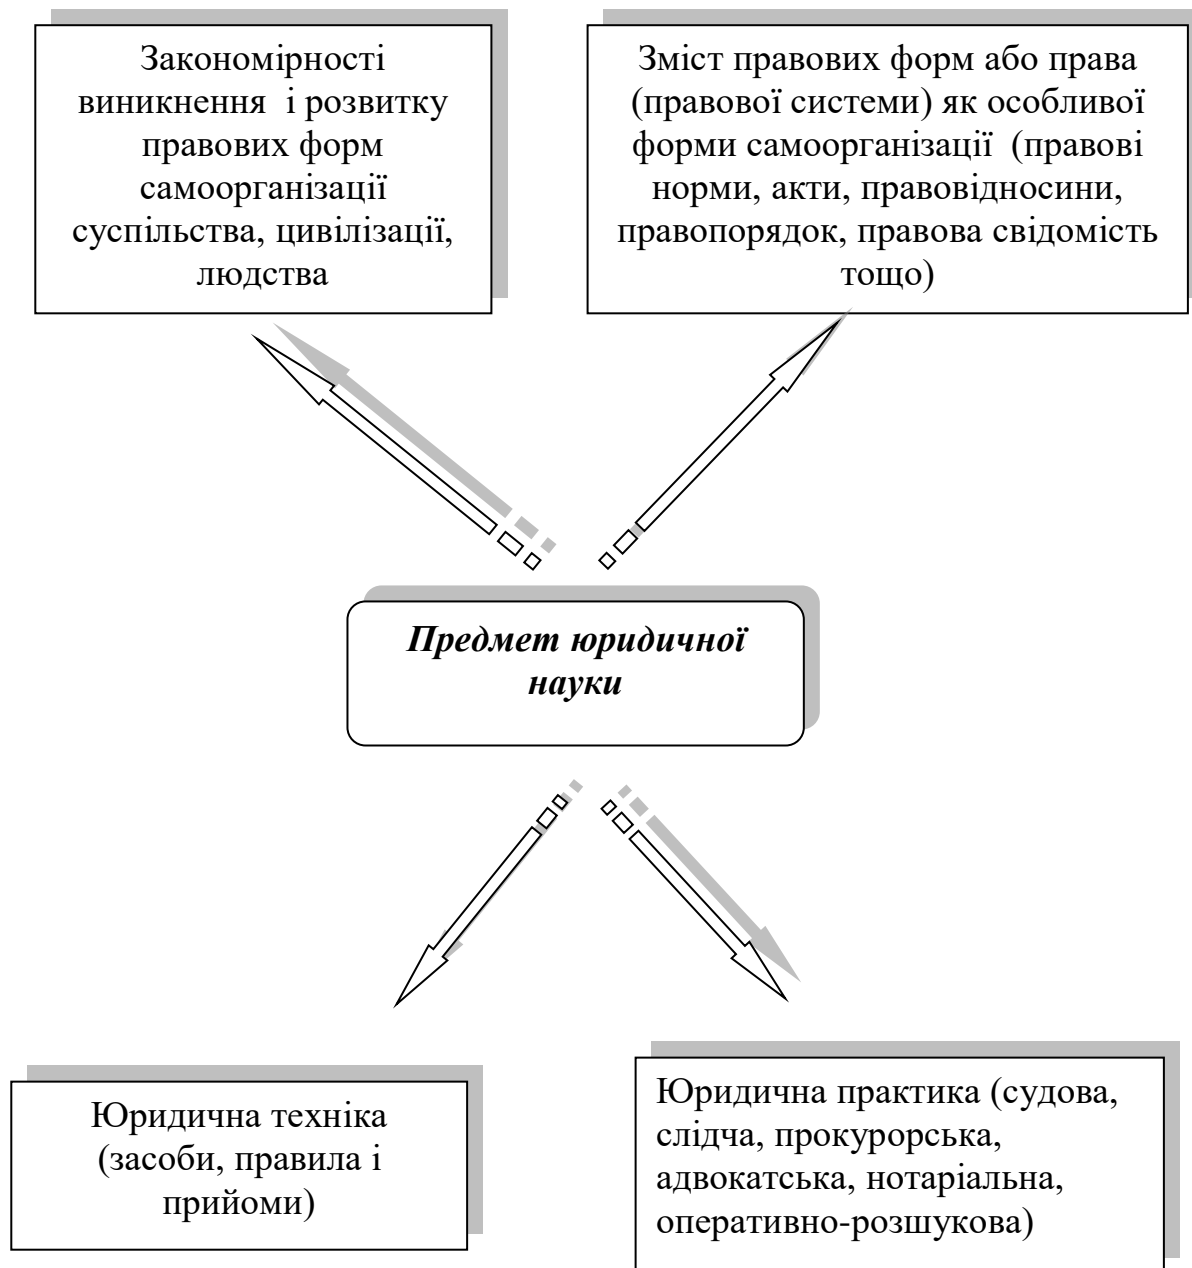 Закономірності
виникнення  і розвитку
правових форм
самоорганізації
суспільства, цивілізації,
людства
Зміст правових форм або права
(правової системи) як особливої
форми самоорганізації  (правові
норми, акти, правовідносини,
правопорядок, правова свідомість
тощо)
Предмет юридичної
науки
Юридична техніка
(засоби, правила і
прийоми)
Юридична практика (судова,
слідча, прокурорська,
адвокатська, нотаріальна,
оперативно-розшукова)